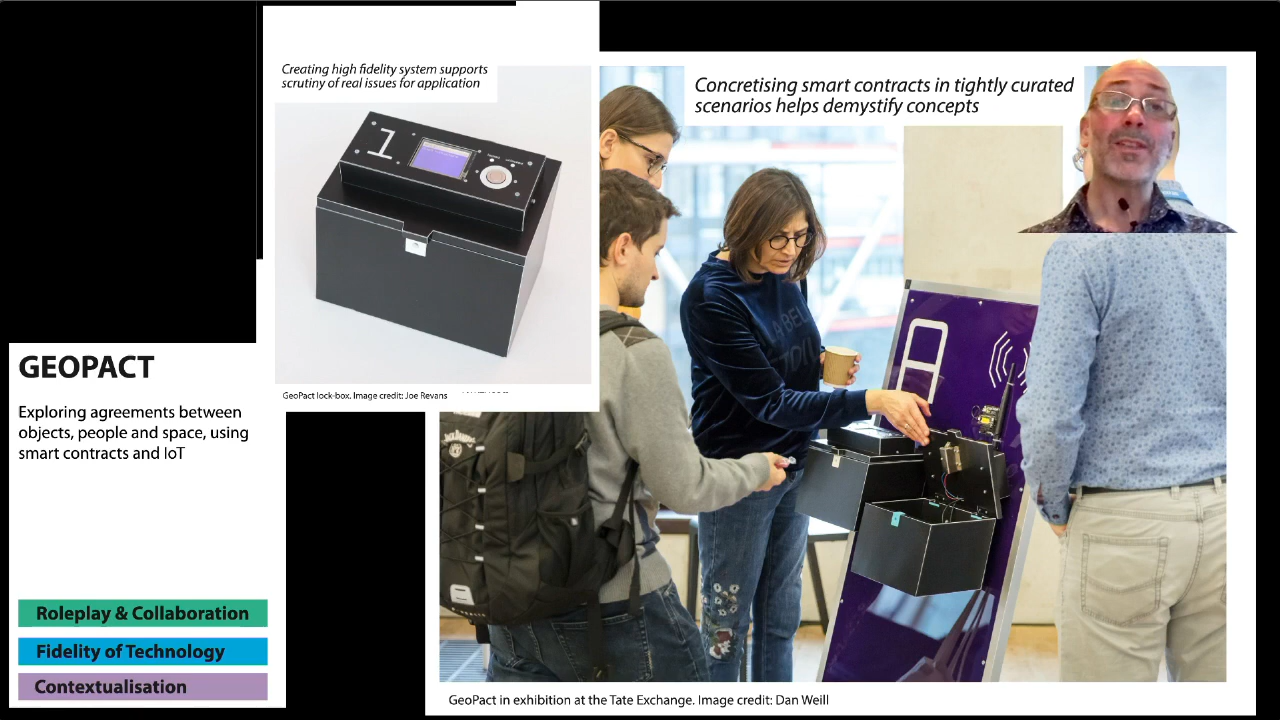 Creating high fidelity system supports
scrutiny of real issues for application
1
GeoPact lock-box. Image credit: Joe Revans
Concretising smart contracts in tightly curated
scenarios helps demystify concepts
GEOPACT
Exploring agreements between
objects, people and space, using
smart contracts and IoT
Roleplay & Collaboration
Fidelity of Technology
Contextualisation
GeoPact in exhibition at the Tate Exchange. Image credit: Dan Weill